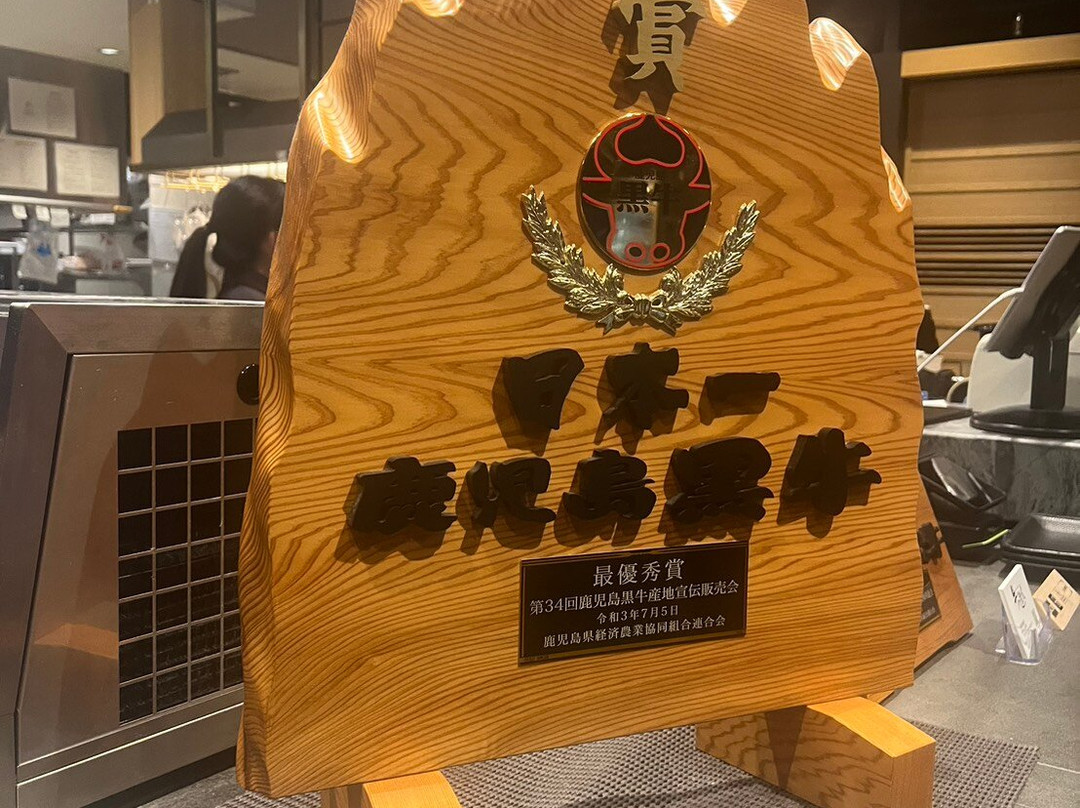 賞
黒牛
日本一
鹿児島黒牛
最優秀賞
第34回鹿児島黒牛産地宣伝販売会
令和3年7月5日
鹿児島県経済農業協同組合連合会